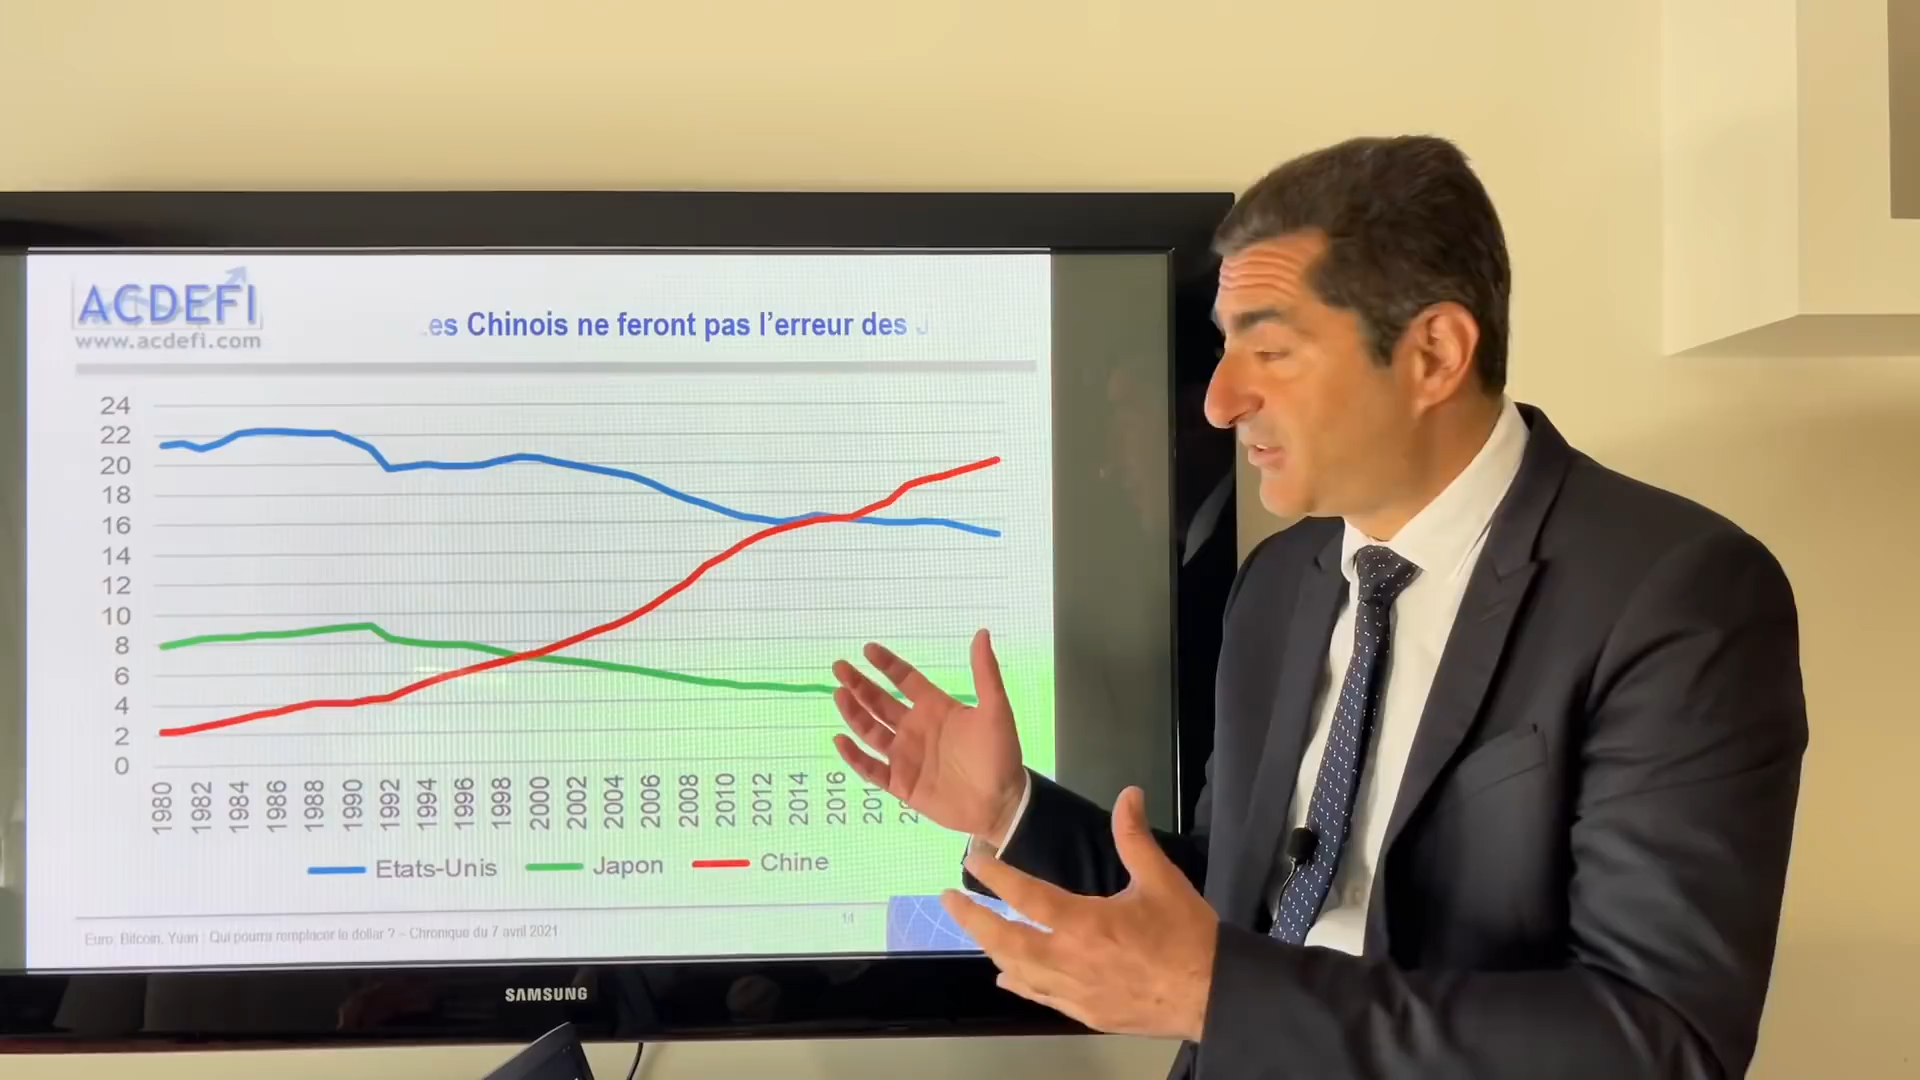 ACDEFI
www.acdefi.com
es Chinois ne feront pas l’erreur des
24
22
20
18
16
14
12
10
8
6
4
2
0
1980 1982 1984 1986 1988 1990 1992 1994 1996 1998 2000 2002 2004 2006 2008 2010 2012 2014 2016
Etats-Unis Japon Chine
14
Euro, Bitcoin, Yuan : Qui pourra remplacer le dollar ? – Chronique du 7 avril 2021
SAMSUNG